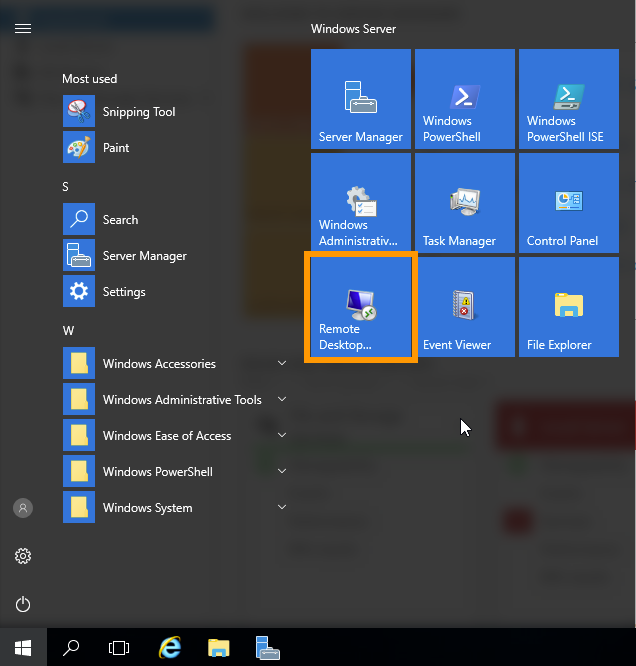 Windows Server
Most used
Snipping Tool
Paint
S
Search
Server Manager
Settings
W
Windows Accessories
Windows Administrative Tools
Windows Ease of Access
Windows PowerShell
Windows System
Server Manager
Windows
PowerShell
Windows
PowerShell ISE
Windows
Administrativ...
Task Manager
Control Panel
Remote
Desktop...
Event Viewer
File Explorer